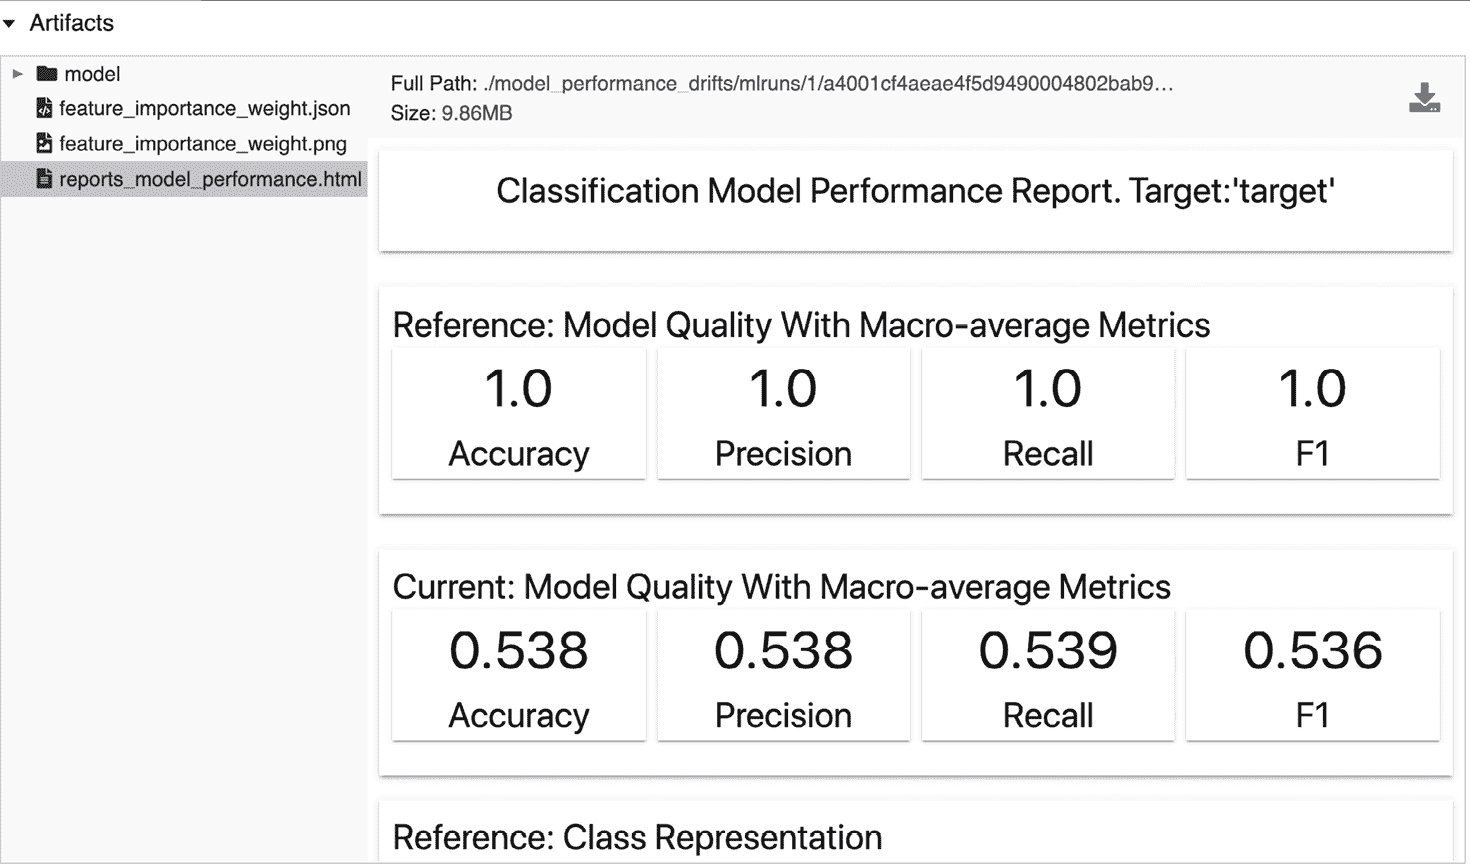 Artifacts
model
feature_importance_weight.json
feature_importance_weight.png
reports_model_performance.html
Full Path: ./model_performance_drifts/mlruns/1/a4001cf4aeae4f5d9490004802bab9...
Size: 9.86MB
Classification Model Performance Report. Target:'target'
Reference: Model Quality With Macro-average Metrics
1.0 1.0 1.0 1.0
Accuracy Precision Recall F1
Current: Model Quality With Macro-average Metrics
0.538 0.538 0.539 0.536
Accuracy Precision Recall F1
Reference: Class Representation